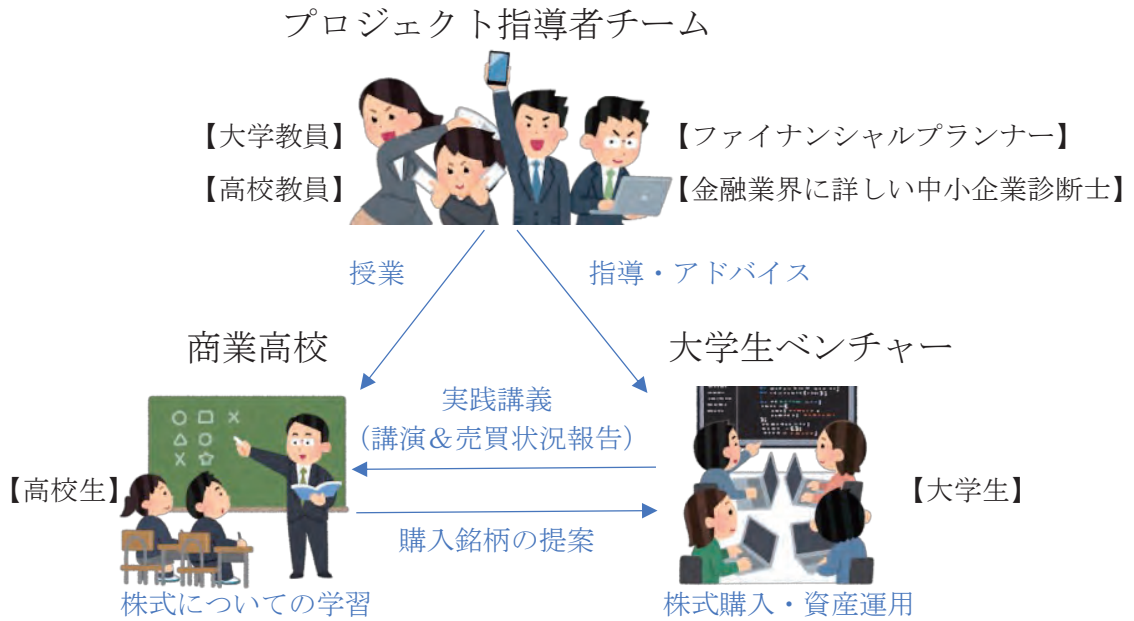 プロジェクト指導者チーム
【大学教員】
【ファイナンシャルプランナー】
【高校教員】
【金融業界に詳しい中小企業診断士】
授業
指導・アドバイス
商業高校
大学生ベンチャー
実践講義
（講演＆売買状況報告）
【高校生】
【大学生】
購入銘柄の提案
株式についての学習
株式購入・資産運用